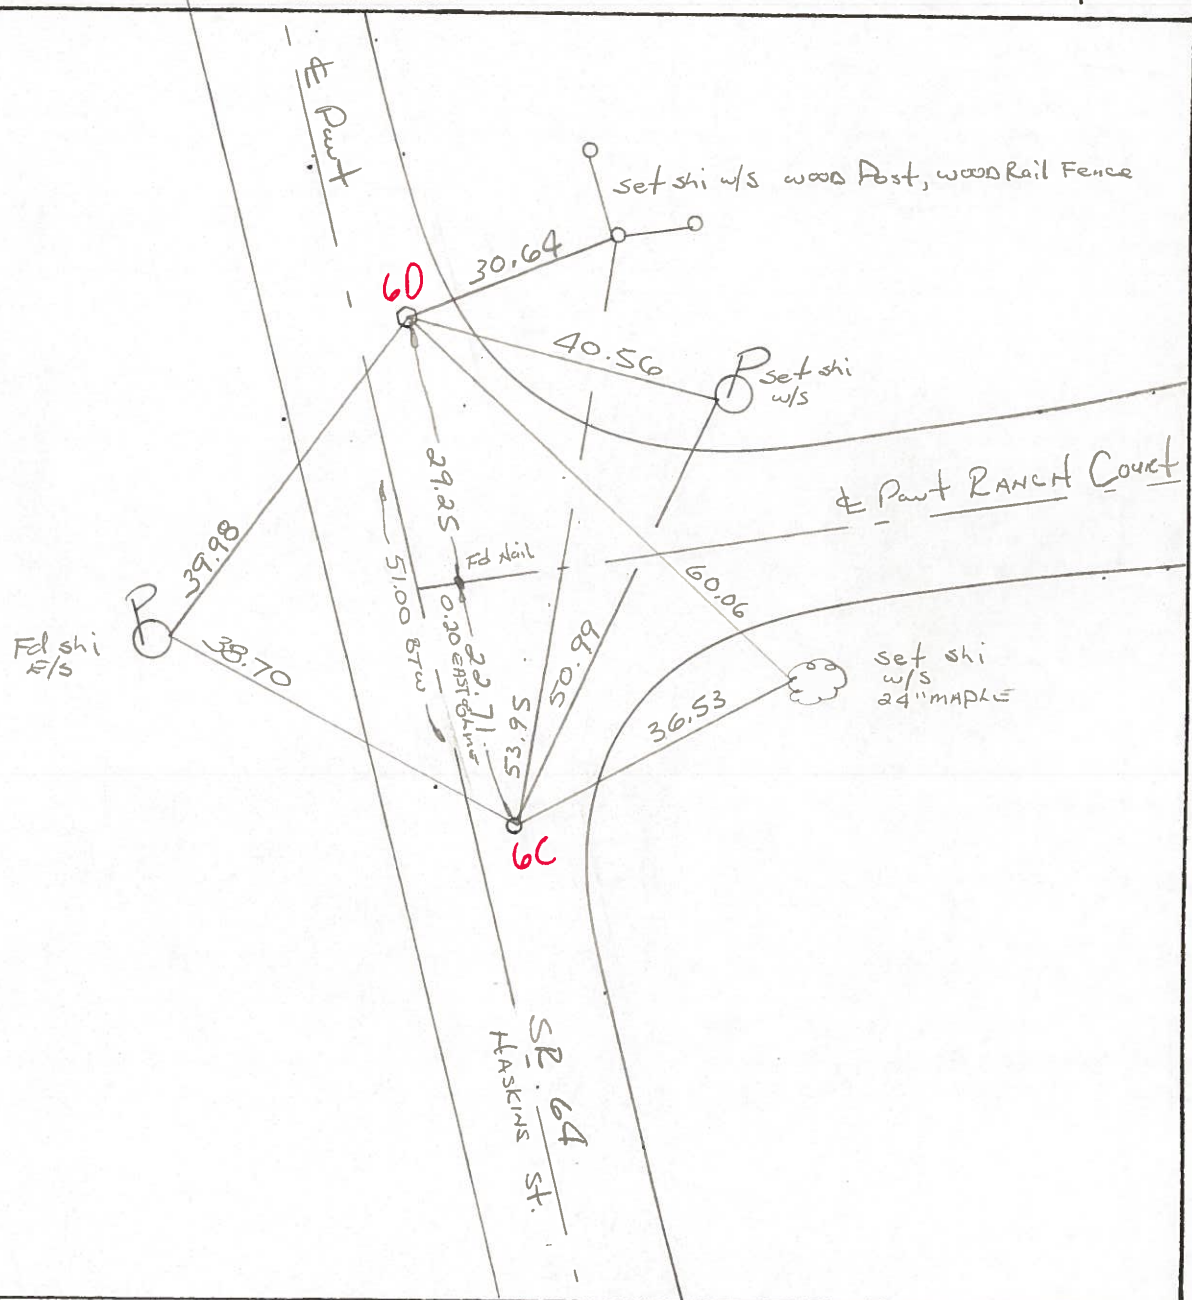 ℄ Pavt
set shi w/s wood Post, wood Rail Fence
30.64
6D
40.56
P
set shi
w/s
℄ Pavt RANCH COURT
29.25
39.98
Fd Nail
51.00 BTW
60.06
P
Fd shi
E/s
0.20 EAST
22.71
38.70
50.99
53.95
set shi
w/s
24" MAPLE
36.53
6C
SR. 64
HASKINS St.